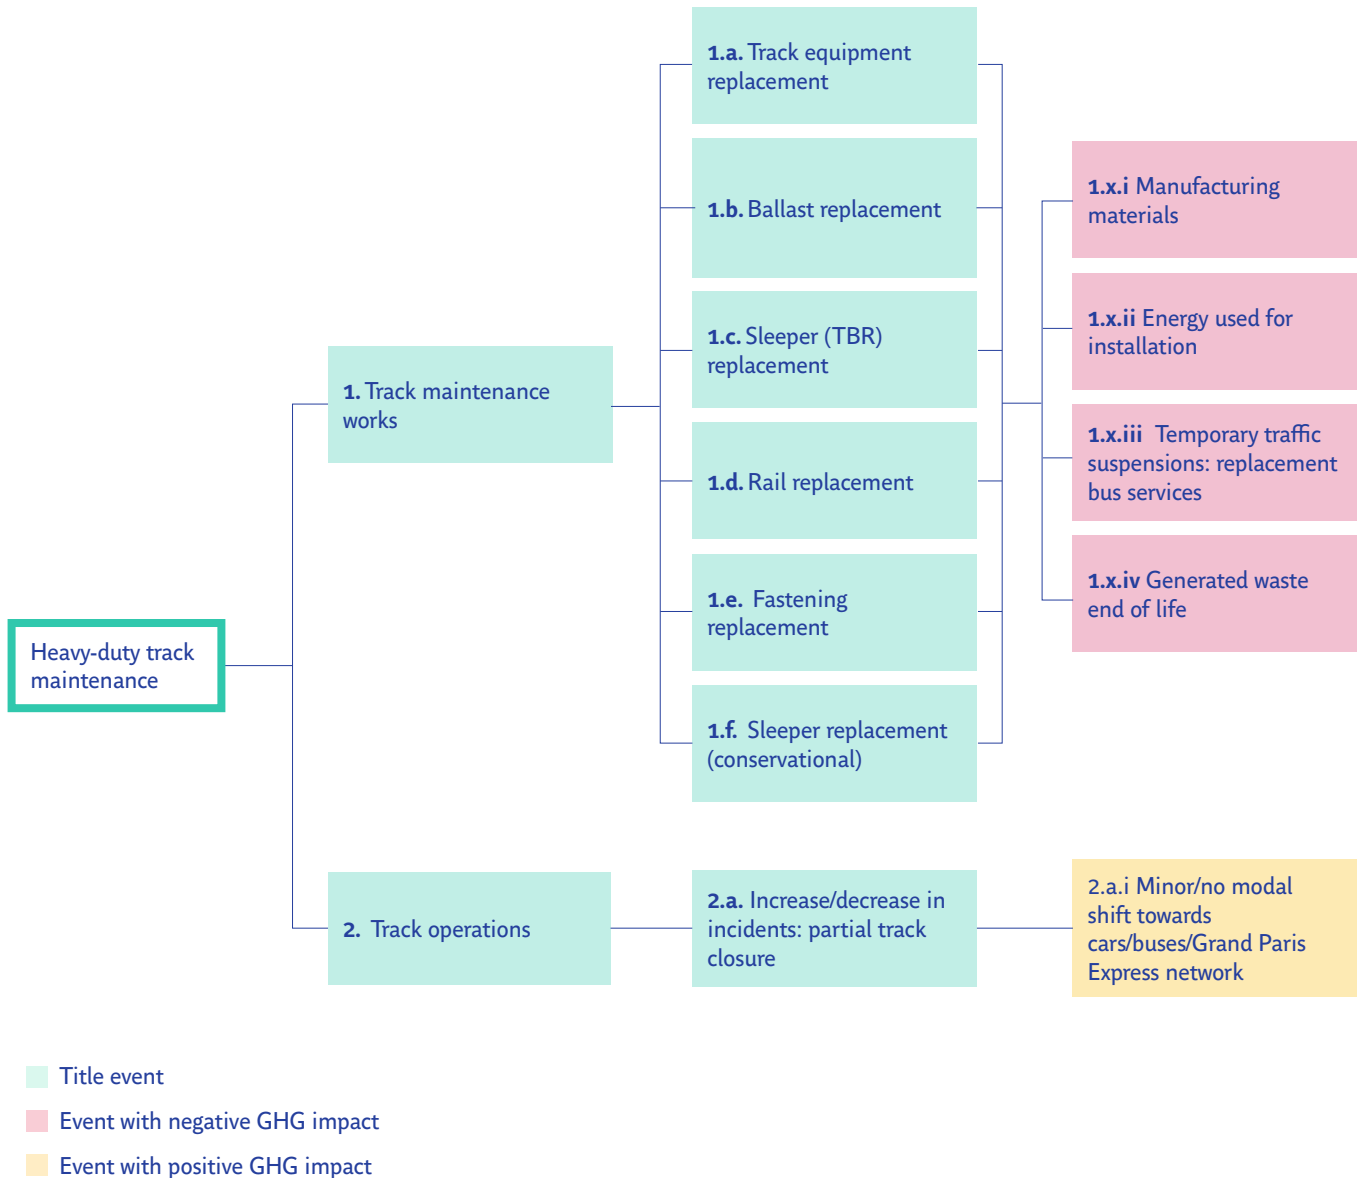 1.a. Track equipment
replacement
1.b. Ballast replacement
1.c. Sleeper (TBR)
replacement
1.d. Rail replacement
1.e. Fastening
replacement
1.f. Sleeper replacement
(conservational)
1.x.i Manufacturing
materials
1.x.ii Energy used for
installation
1.x.iii Temporary traffic
suspensions: replacement
bus services
1.x.iv Generated waste
end of life
1. Track maintenance
works
Heavy-duty track
maintenance
2. Track operations
2.a. Increase/decrease in
incidents: partial track
closure
2.a.i Minor/no modal
shift towards
cars/buses/Grand Paris
Express network
Title event
Event with negative GHG impact
Event with positive GHG impact